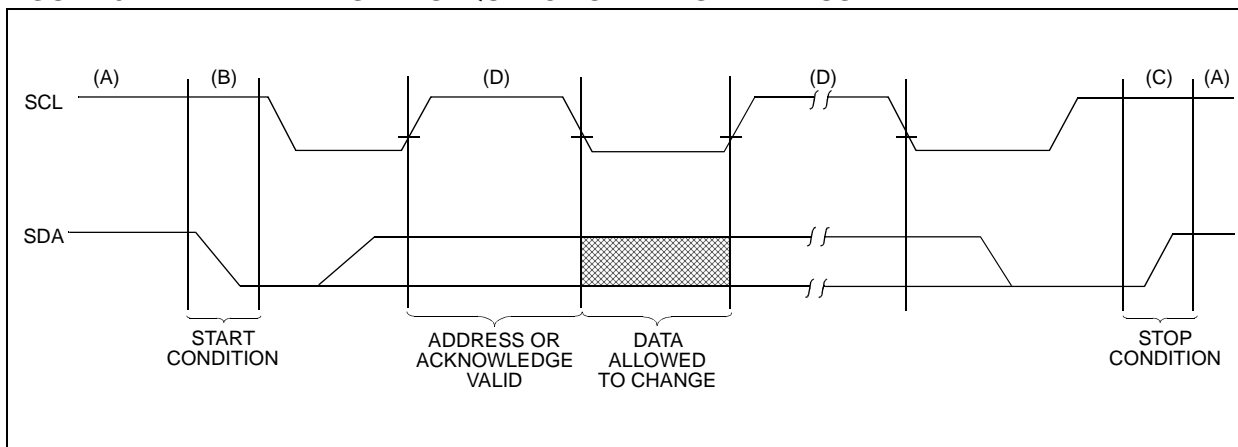 (A)
(B)
(D)
(D)
(C)
(A)
SCL
SDA
START
CONDITION
ADDRESS OR
ACKNOWLEDGE
VALID
DATA
ALLOWED
TO CHANGE
STOP
CONDITION